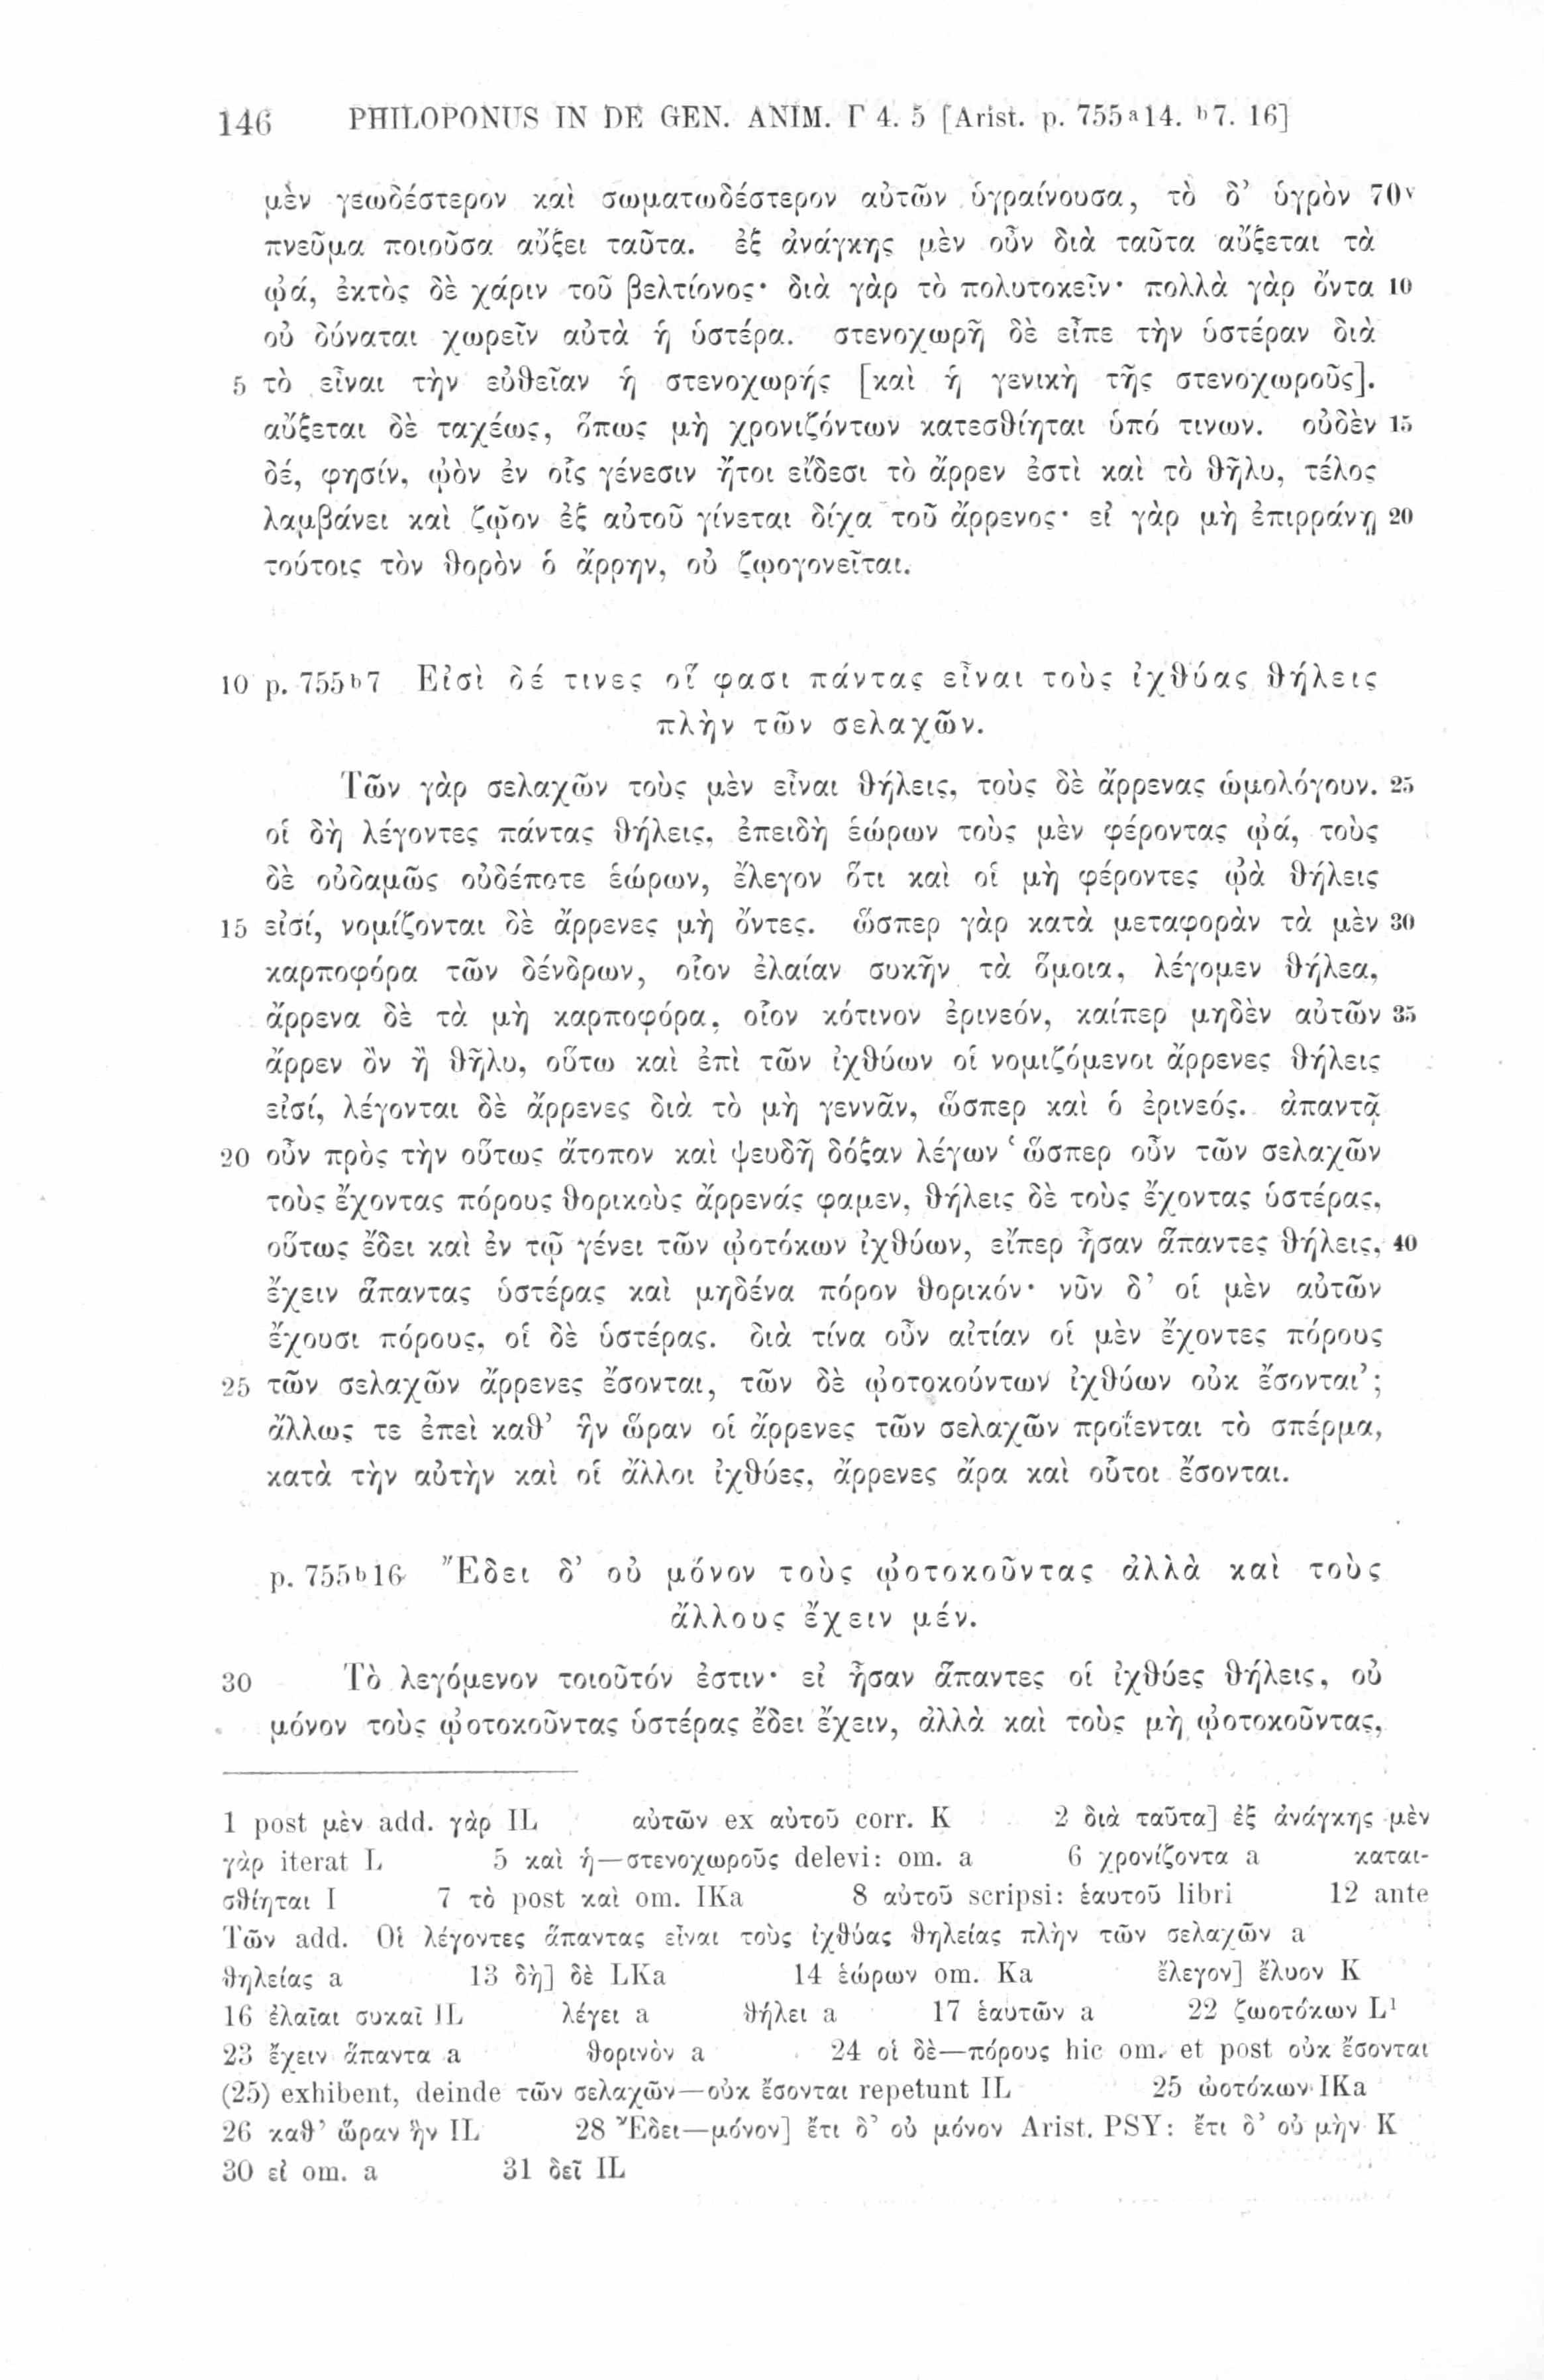 146 PHILOPONUS IN DE GEN. ANIM. Γ 4. 5 [Arist. p. 755ᵃ14. ᵇ7. 16]
μὲν γεωδέστερον καὶ σωματωδέστερον αὐτῶν ὑγραίνουσα, τὸ δ’ ὑγρὸν 70ᵛ
πνεῦμα ποιοῦσα αὔξει ταῦτα. ἐξ ἀνάγκης μὲν οὖν διὰ ταῦτα αὔξεται τὰ
ᾠά, ἐκτὸς δὲ χάριν τοῦ βελτίονος· διὰ γὰρ τὸ πολυτοκεῖν· πολλὰ γὰρ ὄντα 10
οὐ δύναται χωρεῖν αὐτὰ ἡ ὑστέρα. στενοχωρῆ δὲ εἶπε τὴν ὑστέραν διὰ
5 τὸ εἶναι τὴν εὐθεῖαν ἡ στενοχωρής [καὶ ἡ γενικὴ τῆς στενοχωροῦς].
αὔξεται δὲ ταχέως, ὅπως μὴ χρονιζόντων κατεσθίηται ὑπό τινων. οὐδὲν 15
δέ, φησίν, ᾠὸν ἐν οἷς γένεσιν ἤτοι εἴδεσι τὸ ἄρρεν ἐστὶ καὶ τὸ θῆλυ, τέλος
λαμβάνει καὶ ζῷον ἐξ αὐτοῦ γίνεται δίχα τοῦ ἄρρενος· εἰ γὰρ μὴ ἐπιρράνῃ 20
τούτοις τὸν θορὸν ὁ ἄρρην, οὐ ζῳογονεῖται.
10 p. 755ᵇ7 Εἰσὶ δέ τινες οἵ φασι πάντας εἶναι τοὺς ἰχθύας θήλεις
πλὴν τῶν σελαχῶν.
Τῶν γὰρ σελαχῶν τοὺς μὲν εἶναι θήλεις, τοὺς δὲ ἄρρενας ὡμολόγουν. 25
οἱ δὴ λέγοντες πάντας θήλεις, ἐπειδὴ ἑώρων τοὺς μὲν φέροντας ᾠά, τοὺς
δὲ οὐδαμῶς οὐδέποτε ἑώρων, ἔλεγον ὅτι καὶ οἱ μὴ φέροντες ᾠὰ θήλεις
15 εἰσί, νομίζονται δὲ ἄρρενες μὴ ὄντες. ὥσπερ γὰρ κατὰ μεταφορὰν τὰ μὲν 30
καρποφόρα τῶν δένδρων, οἷον ἐλαίαν συκῆν τὰ ὅμοια, λέγομεν θήλεα,
ἄρρενα δὲ τὰ μὴ καρποφόρα, οἷον κότινον ἐρινεόν, καίπερ μηδὲν αὐτῶν 35
ἄρρεν ὂν ἢ θῆλυ, οὕτω καὶ ἐπὶ τῶν ἰχθύων οἱ νομιζόμενοι ἄρρενες θήλεις
εἰσί, λέγονται δὲ ἄρρενες διὰ τὸ μὴ γεννᾶν, ὥσπερ καὶ ὁ ἐρινεός. ἀπαντᾷ
20 οὖν πρὸς τὴν οὕτως ἄτοπον καὶ ψευδῆ δόξαν λέγων ‘ὥσπερ οὖν τῶν σελαχῶν
τοὺς ἔχοντας πόρους θορικοὺς ἄρρενάς φαμεν, θήλεις δὲ τοὺς ἔχοντας ὑστέρας,
οὕτως ἔδει καὶ ἐν τῷ γένει τῶν ᾠοτόκων ἰχθύων, εἴπερ ἦσαν ἅπαντες θήλεις, 40
ἔχειν ἅπαντας ὑστέρας καὶ μηδένα πόρον θορικόν· νῦν δ’ οἱ μὲν αὐτῶν
ἔχουσι πόρους, οἱ δὲ ὑστέρας. διὰ τίνα οὖν αἰτίαν οἱ μὲν ἔχοντες πόρους
25 τῶν σελαχῶν ἄρρενες ἔσονται, τῶν δὲ ᾠοτοκούντων ἰχθύων οὐκ ἔσονται’;
ἄλλως τε ἐπεὶ καθ’ ἣν ὥραν οἱ ἄρρενες τῶν σελαχῶν προΐενται τὸ σπέρμα,
κατὰ τὴν αὐτὴν καὶ οἱ ἄλλοι ἰχθύες, ἄρρενες ἄρα καὶ οὗτοι ἔσονται.
p. 755ᵇ16 Ἔδει δ’ οὐ μόνον τοὺς ᾠοτοκοῦντας ἀλλὰ καὶ τοὺς
ἄλλους ἔχειν μέν.
30 Τὸ λεγόμενον τοιοῦτόν ἐστιν· εἰ ἦσαν ἅπαντες οἱ ἰχθύες θήλεις, οὐ
μόνον τοὺς ᾠοτοκοῦντας ὑστέρας ἔδει ἔχειν, ἀλλὰ καὶ τοὺς μὴ ᾠοτοκοῦντας,
1 post μὲν add. γὰρ IL αὐτῶν ex αὐτοῦ corr. K 2 διὰ ταῦτα] ἐξ ἀνάγκης μὲν
γὰρ iterat L 5 καὶ ἡ—στενοχωροῦς delevi: om. a 6 χρονίζοντα a καται-
σθίηται I 7 τὸ post καὶ om. IKa 8 αὐτοῦ scripsi: ἑαυτοῦ libri 12 ante
Τῶν add. Οἱ λέγοντες ἅπαντας εἶναι τοὺς ἰχθύας θηλείας πλὴν τῶν σελαχῶν a
θηλείας a 13 δὴ] δὲ LKa 14 ἑώρων om. Ka ἔλεγον] ἔλυον K
16 ἐλαῖαι συκαῖ IL λέγει a θήλει a 17 ἑαυτῶν a 22 ζωοτόκων L¹
23 ἔχειν ἅπαντα a θορινὸν a 24 οἱ δὲ—πόρους hic om. et post οὐκ ἔσονται
(25) exhibent, deinde τῶν σελαχῶν—οὐκ ἔσονται repetunt IL 25 ὠοτόκων IKa
26 καθ’ ὥραν ἣν IL 28 Ἔδει—μόνον] ἔτι δ’ οὐ μόνον Arist. PSY: ἔτι δ’ οὐ μὴν K
30 εἰ om. a 31 δεῖ IL